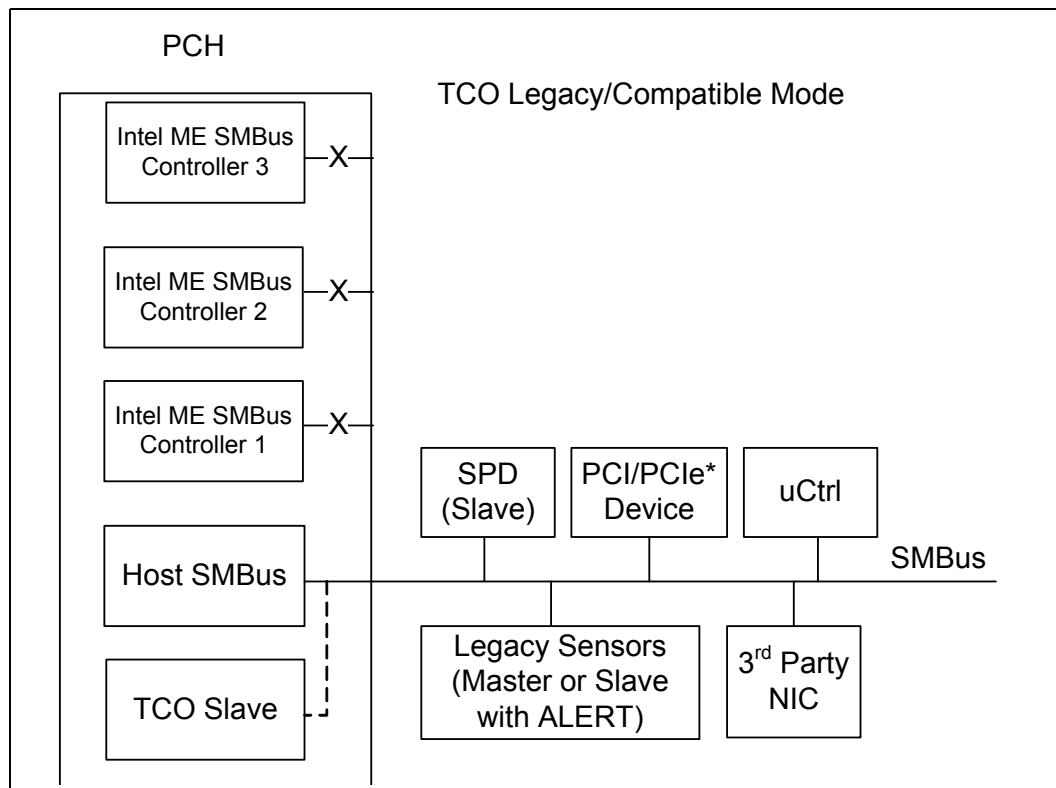 PCH
TCO Legacy/Compatible Mode
Intel ME SMBus
Controller 3
X
Intel ME SMBus
Controller 2
X
Intel ME SMBus
Controller 1
X
SPD
(Slave)
PCI/PCIe*
Device
uCtrl
Host SMBus
SMBus
Legacy Sensors
(Master or Slave
with ALERT)
3rd Party
NIC
TCO Slave